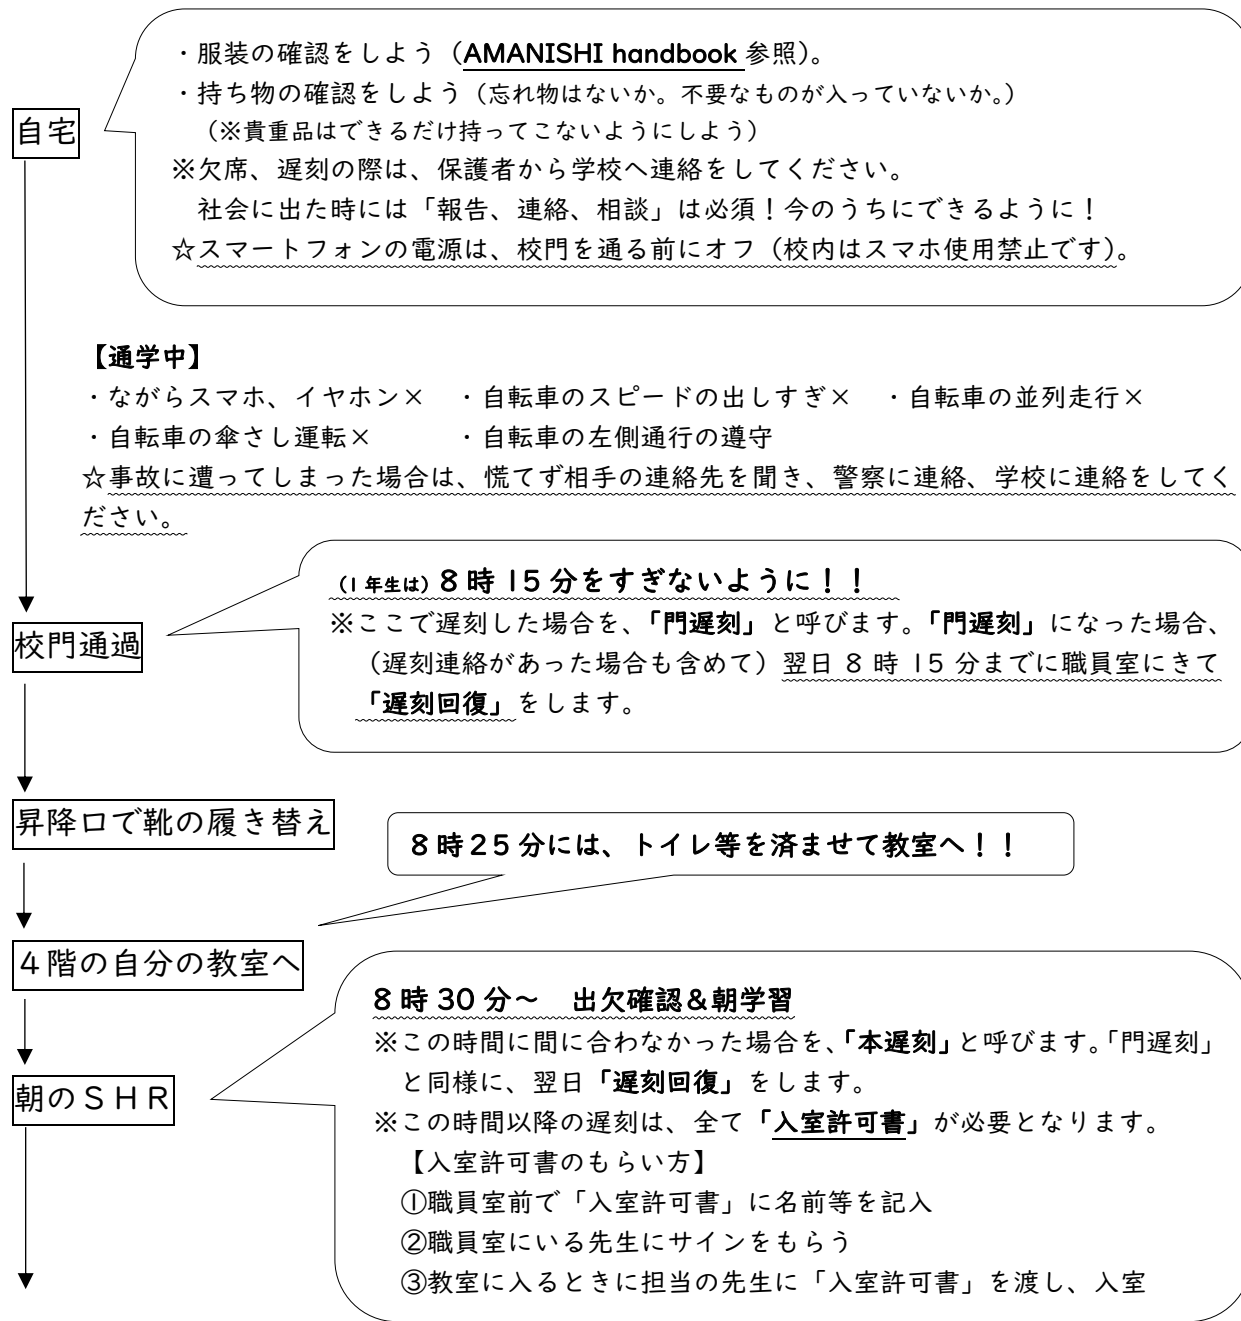 ・服装の確認をしよう（AMANISHI handbook 参照）。
・持ち物の確認をしよう（忘れ物はないか。不要なものが入っていないか。）
（※貴重品はできるだけ持ってこないようにしよう）
自宅
※欠席、遅刻の際は、保護者から学校へ連絡をしてください。
社会に出た時には「報告、連絡、相談」は必須！今のうちにできるように！
☆スマートフォンの電源は、校門を通る前にオフ（校内はスマホ使用禁止です）。
【通学中】
・ながらスマホ、イヤホン×　・自転車のスピードの出しすぎ×　・自転車の並列走行×
・自転車の傘さし運転×　　　・自転車の左側通行の遵守
☆事故に遭ってしまった場合は、慌てず相手の連絡先を聞き、警察に連絡、学校に連絡をしてく
ださい。
（1年生は）8時15分をすぎないように！！
※ここで遅刻した場合を、「門遅刻」と呼びます。「門遅刻」になった場合、
校門通過
（遅刻連絡があった場合も含めて）翌日8時15分までに職員室にきて
「遅刻回復」をします。
昇降口で靴の履き替え
8時25分には、トイレ等を済ませて教室へ！！
4階の自分の教室へ
8時30分～　出欠確認＆朝学習
※この時間に間に合わなかった場合を、「本遅刻」と呼びます。「門遅刻」
と同様に、翌日「遅刻回復」をします。
朝のＳＨＲ
※この時間以降の遅刻は、全て「入室許可書」が必要となります。
【入室許可書のもらい方】
①職員室前で「入室許可書」に名前等を記入
②職員室にいる先生にサインをもらう
③教室に入るときに担当の先生に「入室許可書」を渡し、入室